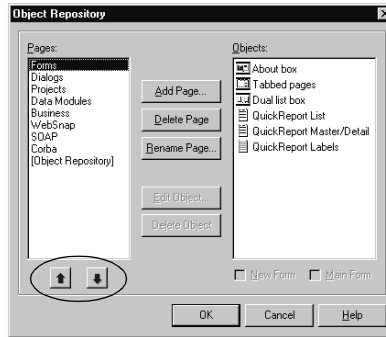 Object Repository
Pages:
Forms
Dialogs
Projects
Data Modules
Business
WebSnap
SOAP
Corba
[Object Repository]
Add Page...
Delete Page
Rename Page...
Edit Object...
Delete Object
Objects:
About box
Tabbed pages
Dual list box
QuickReport List
QuickReport Master/Detail
QuickReport Labels
New Form
Main Form
OK
Cancel
Help